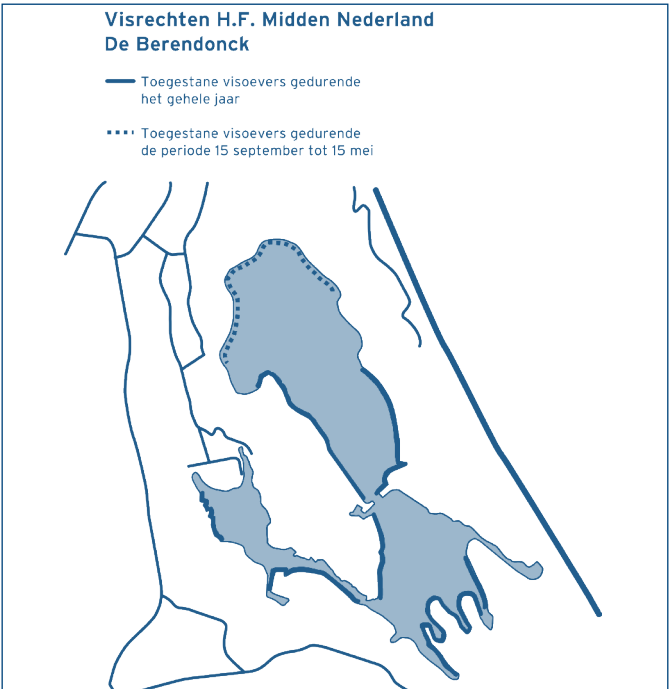 Visrechten H.F. Midden Nederland
De Berendonck
Toegestane visoevers gedurende
het gehele jaar
Toegestane visoevers gedurende
de periode 15 september tot 15 mei